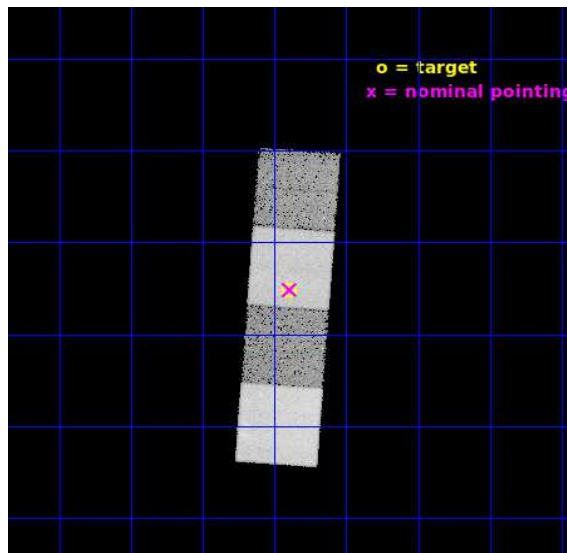 o = target
x = nominal pointing